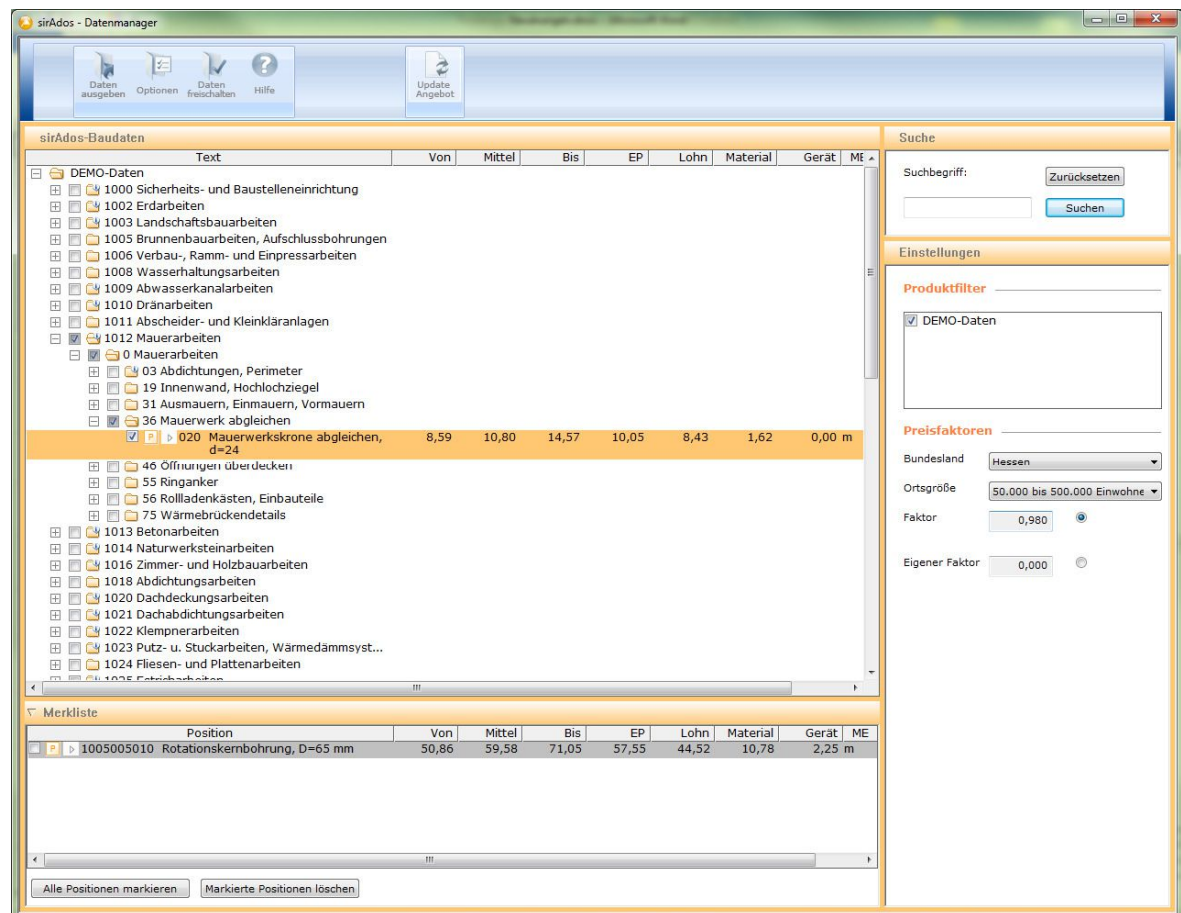 sirAdos - Datenmanager
Daten ausgeben
Optionen
Daten freischalten
Hilfe
Update Angebot
sirAdos-Baudaten
Text Von Mittel Bis EP Lohn Material Gerät ME
DEMO-Daten
1000 Sicherheits- und Baustelleneinrichtung
1002 Erdarbeiten
1003 Landschaftsbauarbeiten
1005 Brunnenbauarbeiten, Aufschlussbohrungen
1006 Verbau-, Ramm- und Einpressarbeiten
1008 Wasserhaltungsarbeiten
1009 Abwasserkanalarbeiten
1010 Dränarbeiten
1011 Abscheider- und Kleinkläranlagen
1012 Mauerarbeiten
0 Mauerarbeiten
03 Abdichtungen, Perimeter
19 Innenwand, Hochlochziegel
31 Ausmauern, Einmauern, Vormauern
36 Mauerwerk abgleichen
P 020 Mauerwerkskrone abgleichen, 8,59 10,80 14,57 10,05 8,43 1,62 0,00 m
d=24
46 Öffnungen überdecken
55 Ringanker
56 Rollladenkästen, Einbauteile
75 Wärmebrückendetails
1013 Betonarbeiten
1014 Naturwerksteinarbeiten
1016 Zimmer- und Holzbauarbeiten
1018 Abdichtungsarbeiten
1020 Dachdeckungsarbeiten
1021 Dachabdichtungsarbeiten
1022 Klempnerarbeiten
1023 Putz- u. Stuckarbeiten, Wärmedämmsyst...
1024 Fliesen- und Plattenarbeiten
1025 Estricharbeiten
Merkliste
Position Von Mittel Bis EP Lohn Material Gerät ME
P 1005005010 Rotationskernbohrung, D=65 mm 50,86 59,58 71,05 57,55 44,52 10,78 2,25 m
Alle Positionen markieren
Markierte Positionen löschen
Suche
Suchbegriff:
Zurücksetzen
Suchen
Einstellungen
Produktfilter
DEMO-Daten
Preisfaktoren
Bundesland Hessen
Ortsgröße 50.000 bis 500.000 Einwohne
Faktor 0,980
Eigener Faktor 0,000